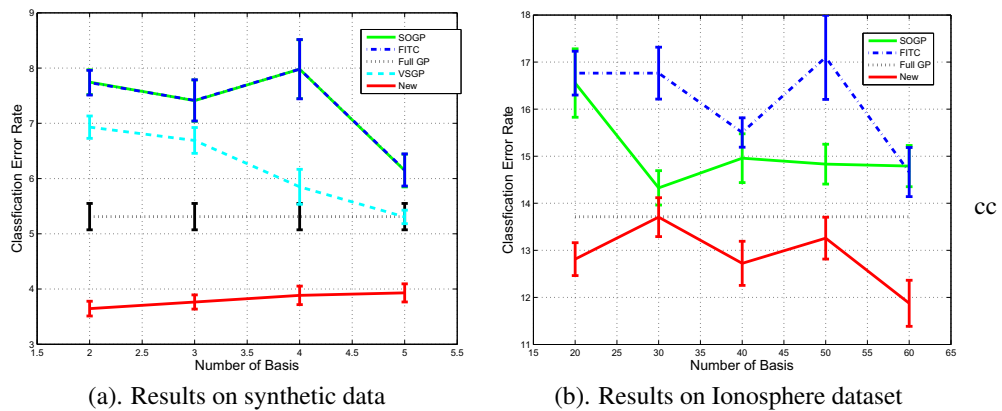 9
8
7
6
5
4
3
1.5 2 2.5 3 3.5 4 4.5 5 5.5
Number of Basis
Classfication Error Rate
SOGP
FITC
Full GP
VSGP
New
(a). Results on synthetic data
18
17
16
15
14
13
12
11
15 20 25 30 35 40 45 50 55 60 65
Number of Basis
Classfication Error Rate
SOGP
FITC
Full GP
New
(b). Results on Ionosphere dataset
cc